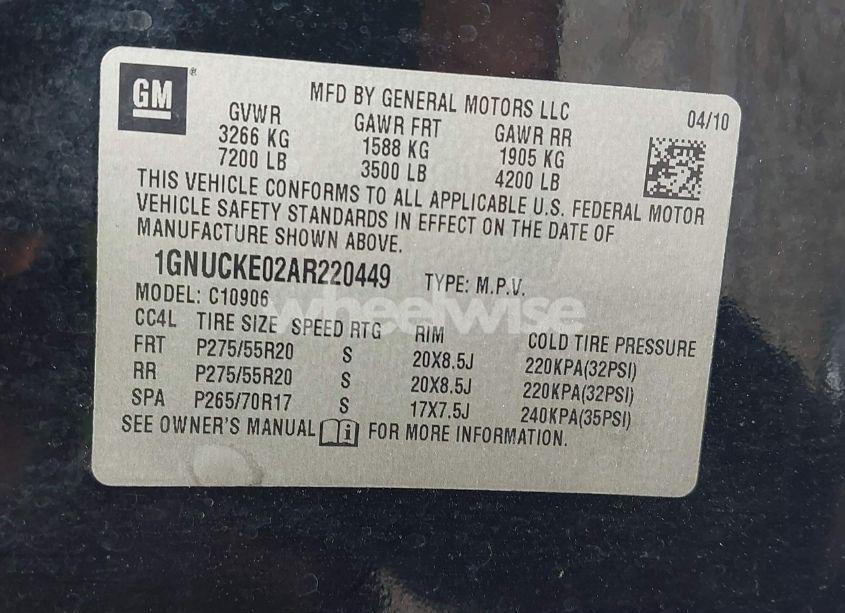 GM
MFD BY GENERAL MOTORS LLC
04/10
GVWR GAWR FRT GAWR RR
3266 KG 1588 KG 1905 KG
7200 LB 3500 LB 4200 LB
THIS VEHICLE CONFORMS TO ALL APPLICABLE U.S. FEDERAL MOTOR
VEHICLE SAFETY STANDARDS IN EFFECT ON THE DATE OF
MANUFACTURE SHOWN ABOVE.
1GNUCKE02AR220449 TYPE: M.P.V.
MODEL: C10906
wheelwise
CC4L TIRE SIZE SPEED RTG RIM COLD TIRE PRESSURE
FRT P275/55R20 S 20X8.5J 220KPA(32PSI)
RR P275/55R20 S 20X8.5J 220KPA(32PSI)
SPA P265/70R17 S 17X7.5J 240KPA(35PSI)
SEE OWNER'S MANUAL i FOR MORE INFORMATION.